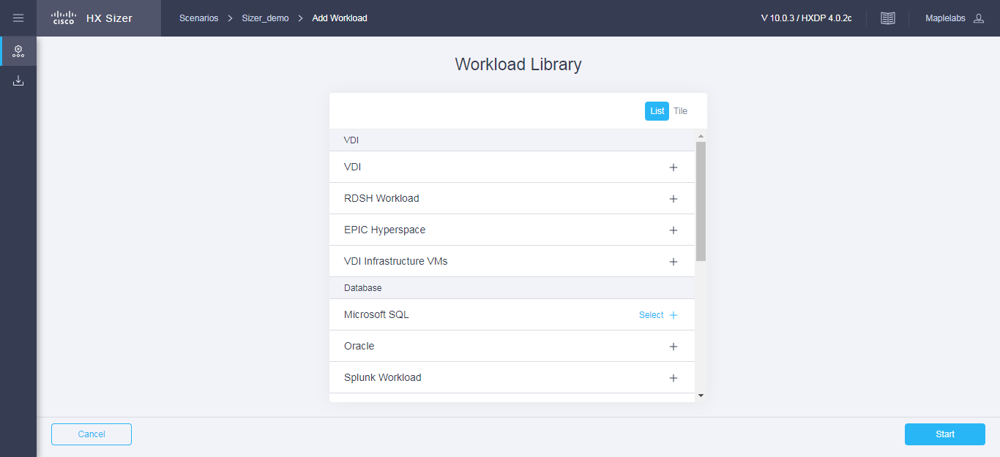 CISCO HX Sizer Scenarios > Sizer_demo > Add Workload V 10.0.3 / HXDP 4.0.2c Maplelabs
Workload Library
List Tile
VDI
VDI
RDSH Workload
EPIC Hyperspace
VDI Infrastructure VMs
Database
Microsoft SQL Select
Oracle
Splunk Workload
Cancel Start